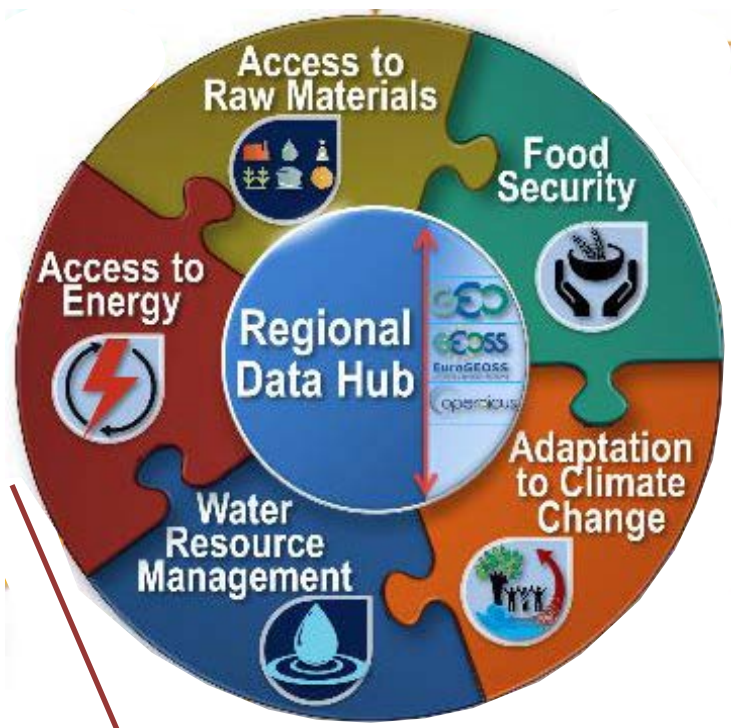 Access to
Raw Materials
Food
Security
Access to
Energy
Regional
Data Hub
GEO
GEOSS
EuroGEOSS
Copernicus
Adaptation
to Climate
Change
Water
Resource
Management